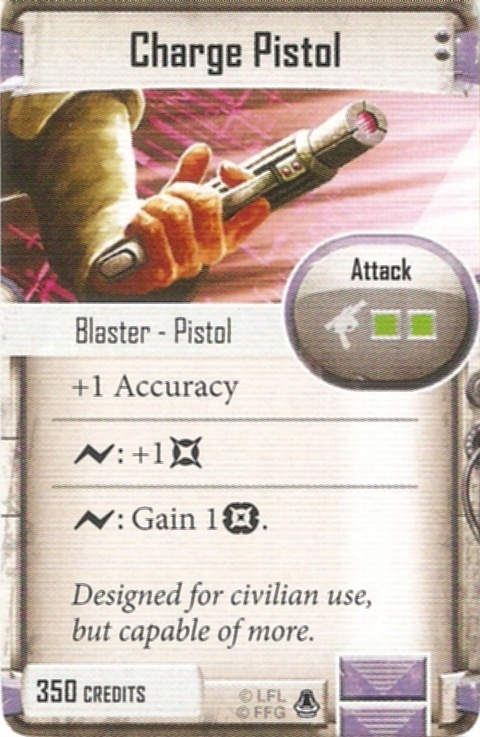 Charge Pistol
Attack
Blaster - Pistol
+1 Accuracy
: +1
: Gain 1 .
Designed for civilian use,
but capable of more.
350 CREDITS
© LFL
© FFG